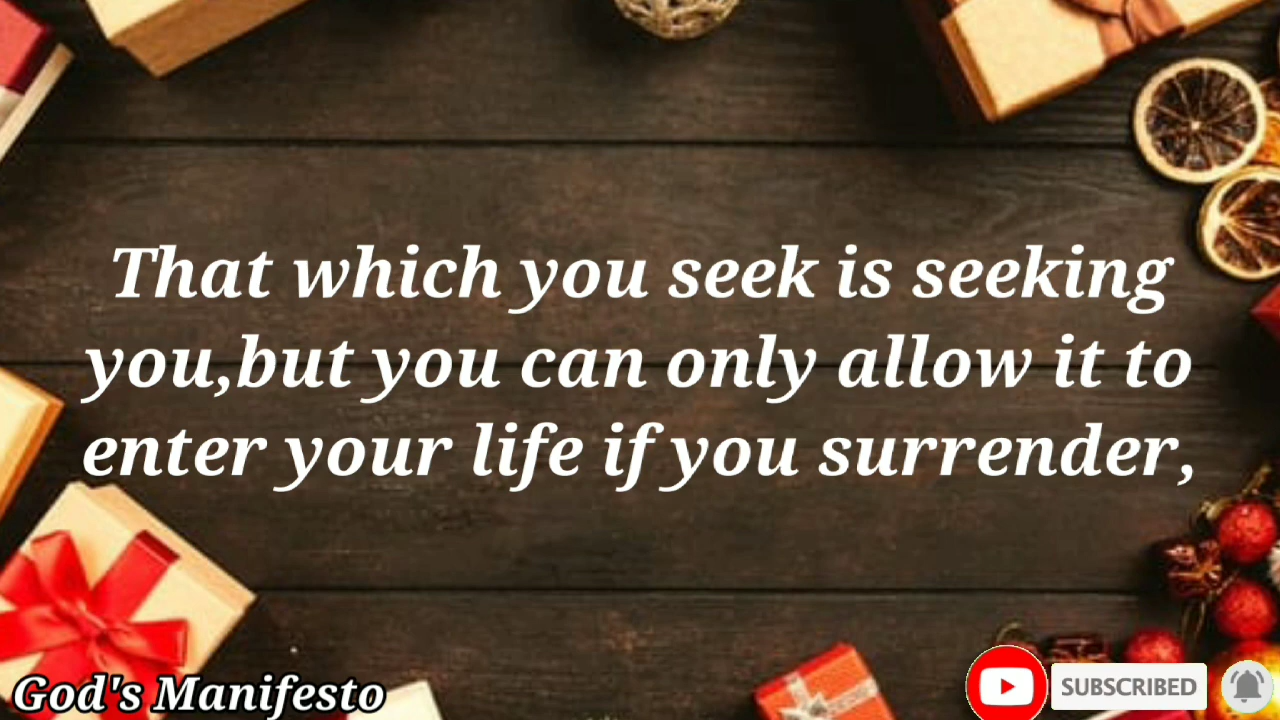 That which you seek is seeking
you,but you can only allow it to
enter your life if you surrender,
God's Manifesto
SUBSCRIBED